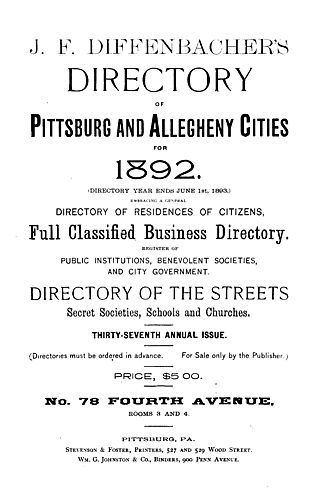 J. F. DIFFENBACHER'S
DIRECTORY
OF
PITTSBURG AND ALLEGHENY CITIES
FOR
1892.
(DIRECTORY YEAR ENDS JUNE 1st, 1893.)
EMBRACING A GENERAL
DIRECTORY OF RESIDENCES OF CITIZENS,
Full Classified Business Directory.
REGISTER OF
PUBLIC INSTITUTIONS, BENEVOLENT SOCIETIES,
AND CITY GOVERNMENT.
DIRECTORY OF THE STREETS
Secret Societies, Schools and Churches.
THIRTY-SEVENTH ANNUAL ISSUE.
(Directories must be ordered in advance. For Sale only by the Publisher.)
PRICE, $5 00.
No. 78 FOURTH AVENUE,
ROOMS 3 AND 4.
PITTSBURG, PA.
STEVENSON & FOSTER, PRINTERS, 527 AND 529 WOOD STREET.
WM. G. JOHNSTON & CO., BINDERS, 900 PENN AVENUE.